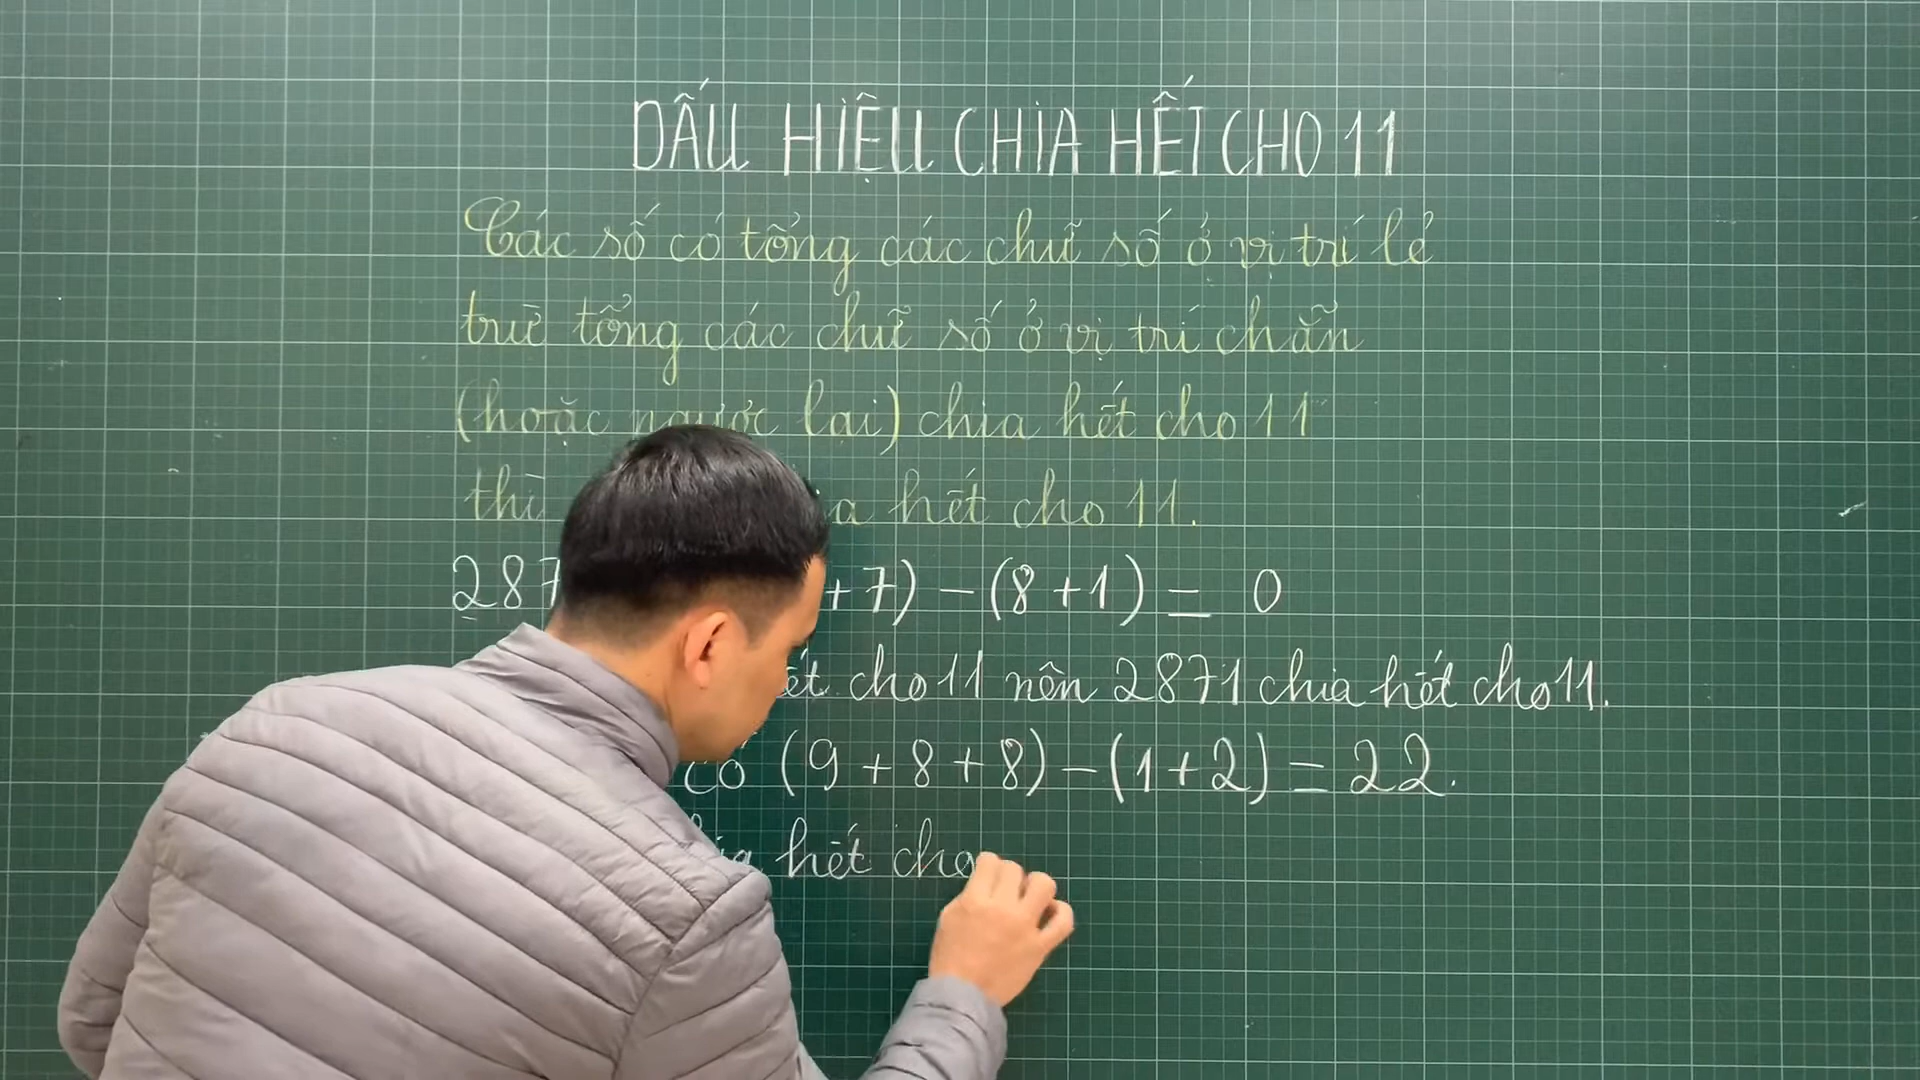 DẤU HIỆU CHIA HẾT CHO 11
Các số có tổng các chữ số ở vị trí lẻ
trừ tổng các chữ số ở vị trí chẵn
(hoặc ngược lại) chia hết cho 11
thì hết cho 11.
287 +7) - (8+1) = 0
cho 11 nên 2871 chia hết cho 11.
có (9+8+8) - (1+2) = 22.
hết cho